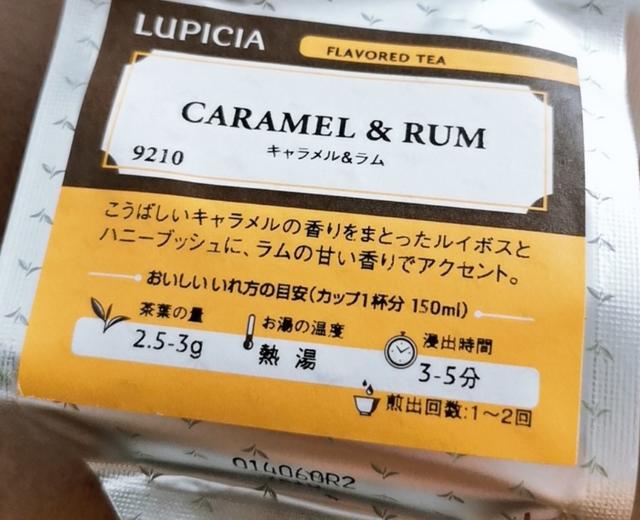 LUPICIA
FLAVORED TEA
CARAMEL & RUM
9210
キャラメル&ラム
こうばしいキャラメルの香りをまとったルイボスと
ハニーブッシュに、ラムの甘い香りでアクセント。
おいしいいれ方の目安(カップ1杯分 150ml)
茶葉の量
2.5-3g
お湯の温度
熱湯
浸出時間
3-5分
煎出回数:1〜2回
014060R2